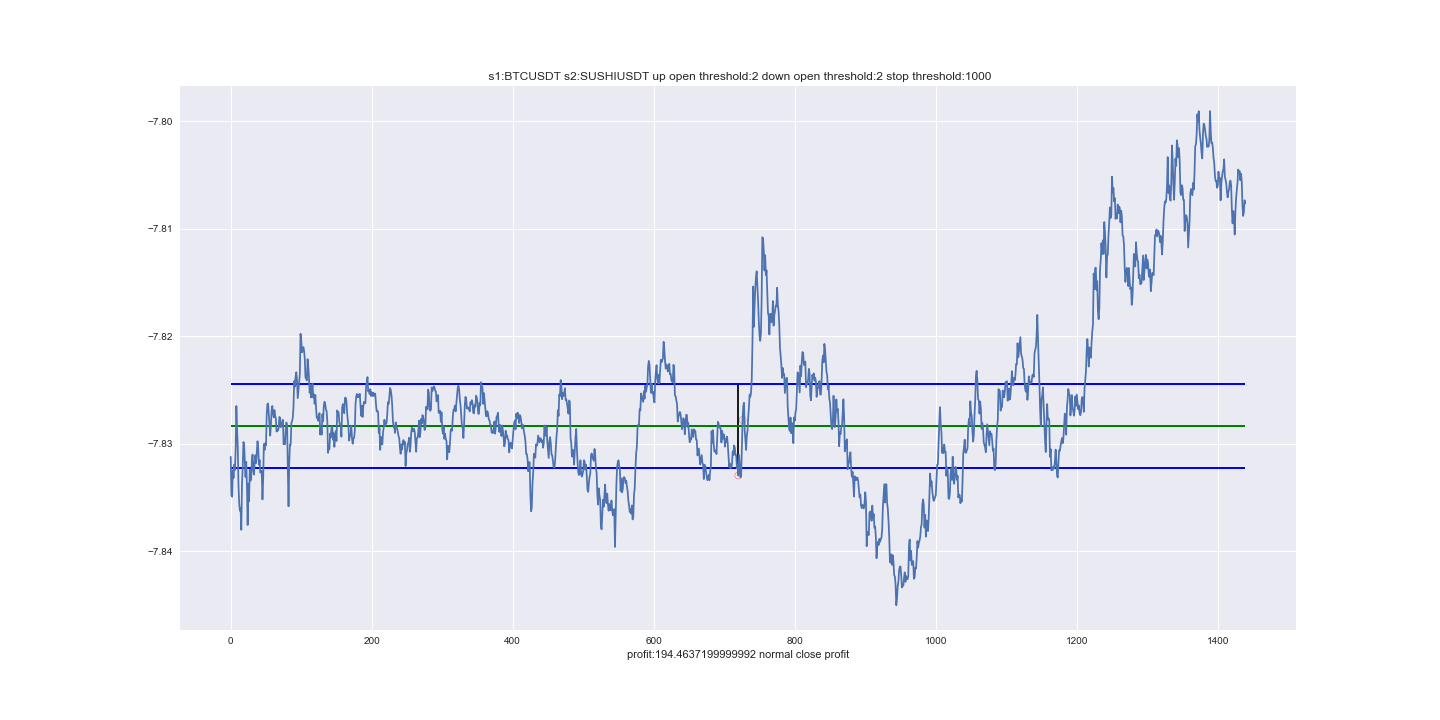 s1:BTCUSDT s2:SUSHIUSDT up open threshold:2 down open threshold:2 stop threshold:1000
−7.80
−7.81
−7.82
−7.83
−7.84
0 200 400 600 800 1000 1200 1400
profit:194.4637199999992 normal close profit